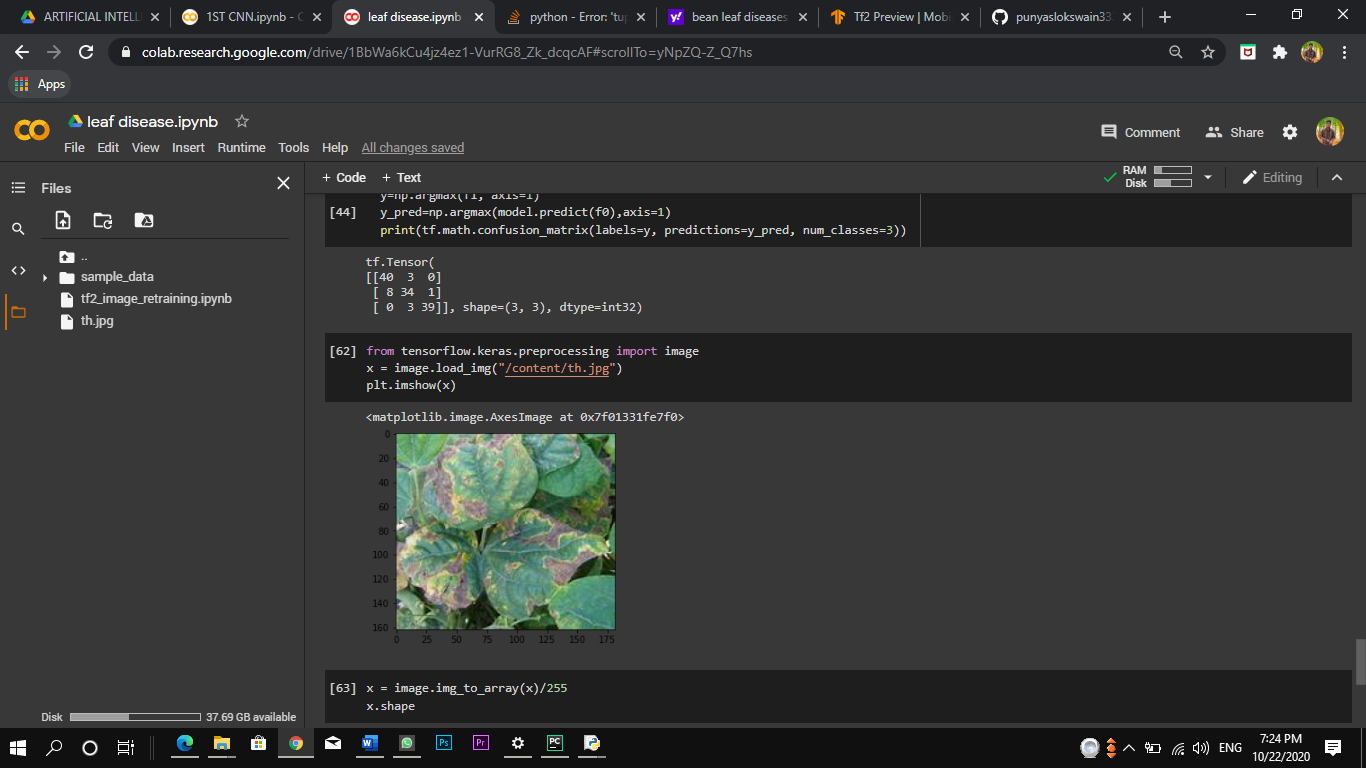 ARTIFICIAL INTELL
1ST CNN.ipynb - C
leaf disease.ipynb
python - Error: 'tup
bean leaf diseases
Tf2 Preview | Mobi
punyaslokswain33
colab.research.google.com/drive/1BbWa6kCu4jz4ez1-VurRG8_Zk_dcqcAF#scrollTo=yNpZQ-Z_Q7hs
Apps
leaf disease.ipynb
File Edit View Insert Runtime Tools Help All changes saved
Comment Share
Files
+ Code + Text
RAM
Disk
Editing
..
sample_data
tf2_image_retraining.ipynb
th.jpg
Disk 37.69 GB available
y=np.argmax(f1, axis=1)
[44] y_pred=np.argmax(model.predict(f0),axis=1)
print(tf.math.confusion_matrix(labels=y, predictions=y_pred, num_classes=3))
tf.Tensor(
[[40 3 0]
[ 8 34 1]
[ 0 3 39]], shape=(3, 3), dtype=int32)
[62] from tensorflow.keras.preprocessing import image
x = image.load_img("/content/th.jpg")
plt.imshow(x)
<matplotlib.image.AxesImage at 0x7f01331fe7f0>
0
20
40
60
80
100
120
140
160
0 25 50 75 100 125 150 175
[63] x = image.img_to_array(x)/255
x.shape
ENG
7:24 PM
10/22/2020